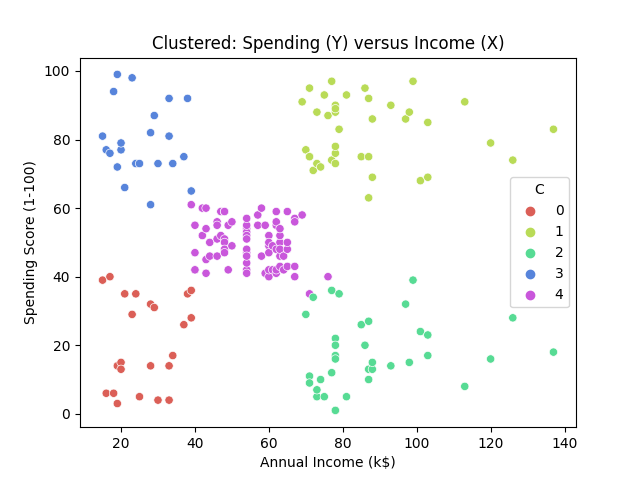 Clustered: Spending (Y) versus Income (X)
Spending Score (1-100)
100
80
60
40
20
0
C
0
1
2
3
4
20 40 60 80 100 120 140
Annual Income (k$)